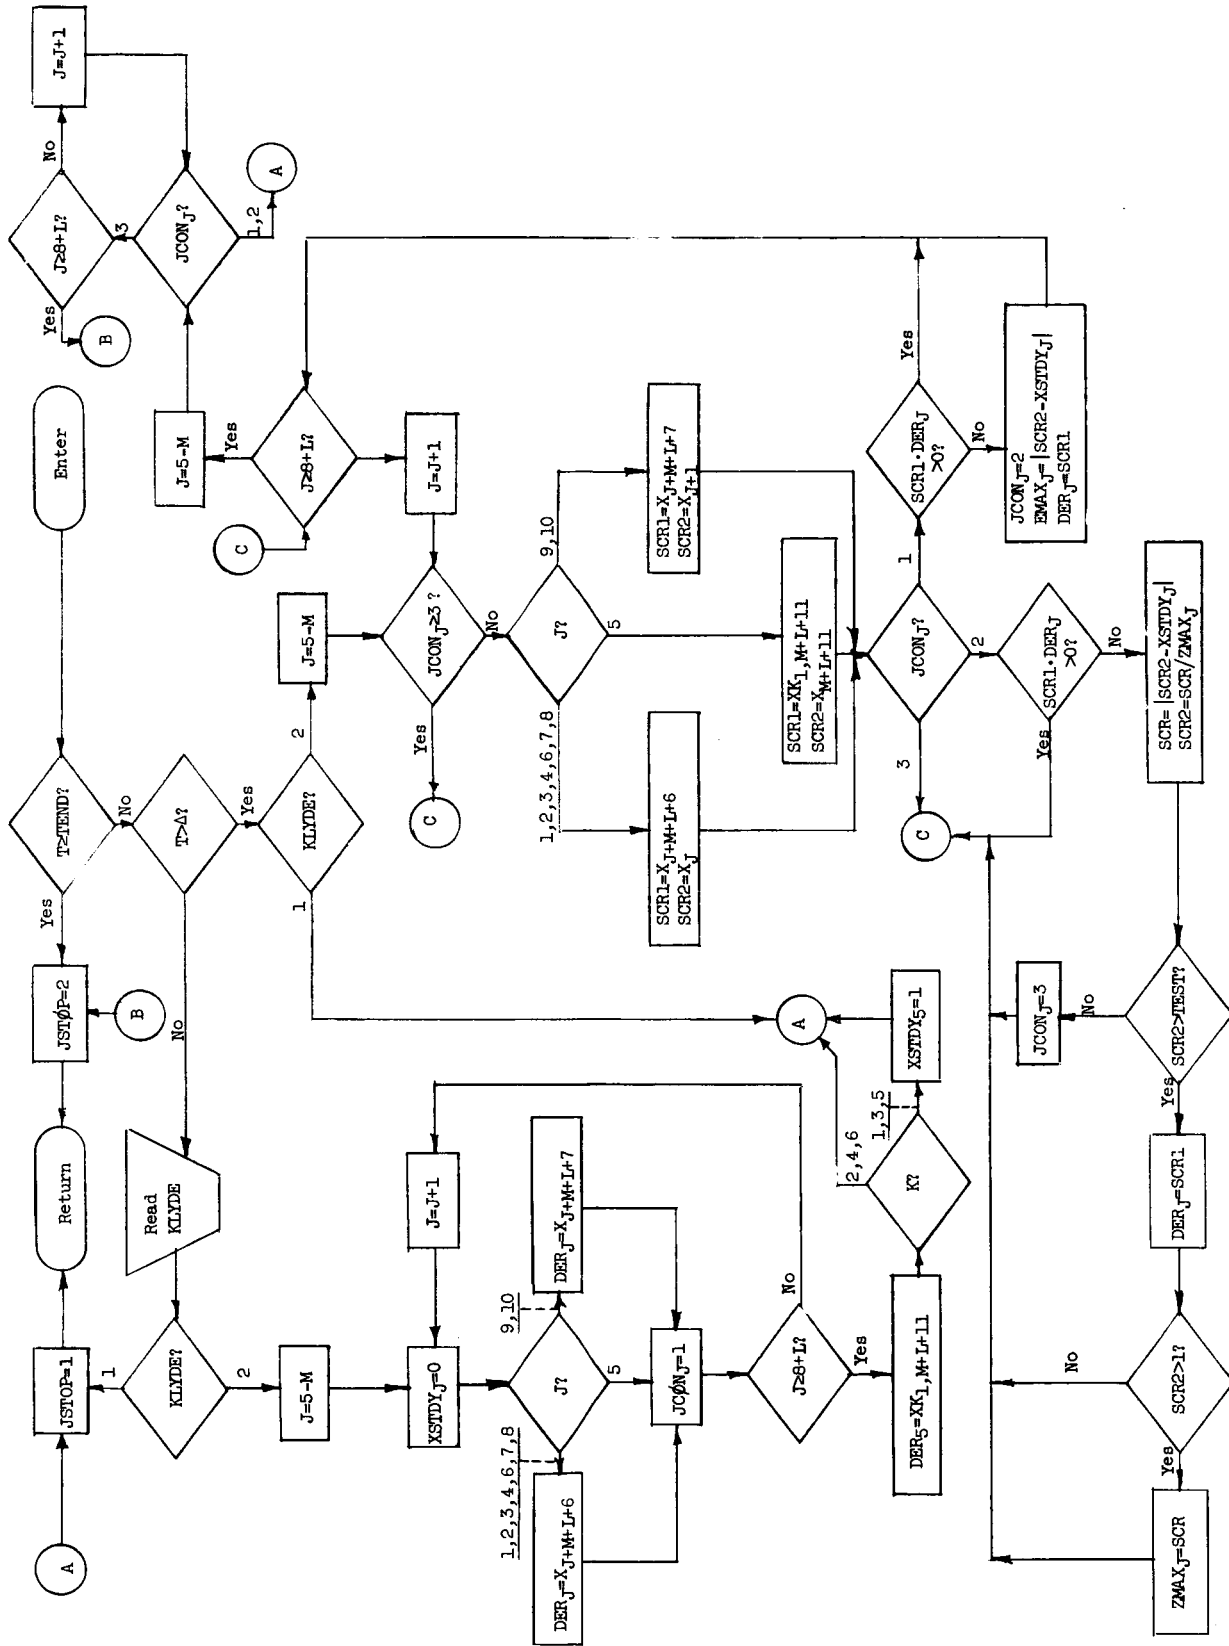 Enter
T≥TEND?
Yes
No
JSTØP=2
B
Return
JSTOP=1
A
T>Δ?
No
Yes
Read
KLYDE
KLYDE?
1
2
J=5-M
XSTDY_J=0
J=J+1
J?
1,2,3,4,6,7,8
9,10
5
DER_J=X_J+M+L+6
DER_J=X_J+M+L+7
JCØN_J=1
J≥8+L?
No
Yes
DER_5=XK_1,M+L+11
K?
2,4,6
1,3,5
XSTDY_5=1
A
KLYDE?
1
2
J=5-M
JCON_J≥3?
Yes
No
C
J?
1,2,3,4,6,7,8
9,10
5
SCR1=X_J+M+L+6
SCR2=X_J
SCR1=X_J+M+L+7
SCR2=X_J+1
SCR1=XK_1,M+L+11
SCR2=X_M+L+11
JCON_J?
1
2
3
C
SCR1·DER_J
>0?
Yes
No
JCON_J=2
EMAX_J=|SCR2-XSTDY_J|
DER_J=SCR1
SCR1·DER_J
>0?
Yes
No
SCR=|SCR2-XSTDY_J|
SCR2=SCR/ZMAX_J
SCR2>TEST?
No
Yes
JCON_J=3
DER_J=SCR1
SCR2>1?
No
Yes
ZMAX_J=SCR
C
J≥8+L?
Yes
J=J+1
J=5-M
JCON_J?
1,2
3
A
J≥8+L?
Yes
No
B
J=J+1